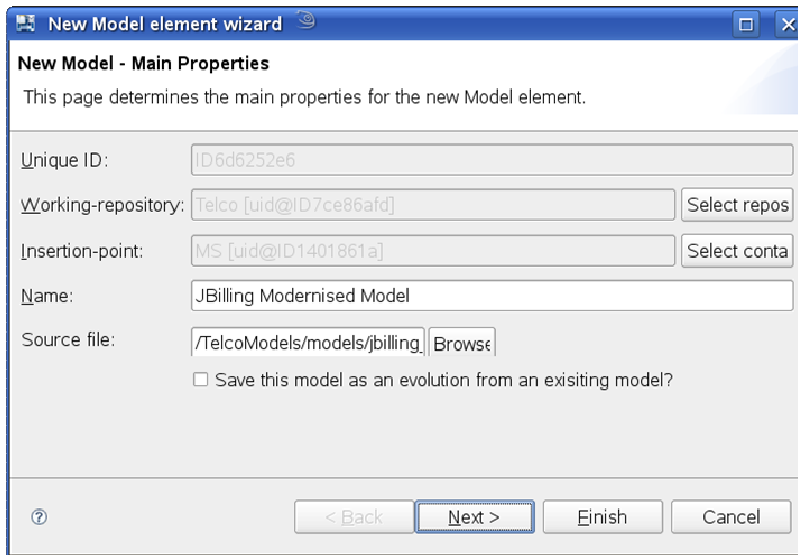 New Model element wizard
New Model - Main Properties
This page determines the main properties for the new Model element.
Unique ID: ID6d6252e6
Working-repository: Telco [uid@ID7ce86afd] Select repos
Insertion-point: MS [uid@ID1401861a] Select conta
Name: JBilling Modernised Model
Source file: /TelcoModels/models/jbilling_ Browse
Save this model as an evolution from an exisiting model?
? < Back Next > Finish Cancel